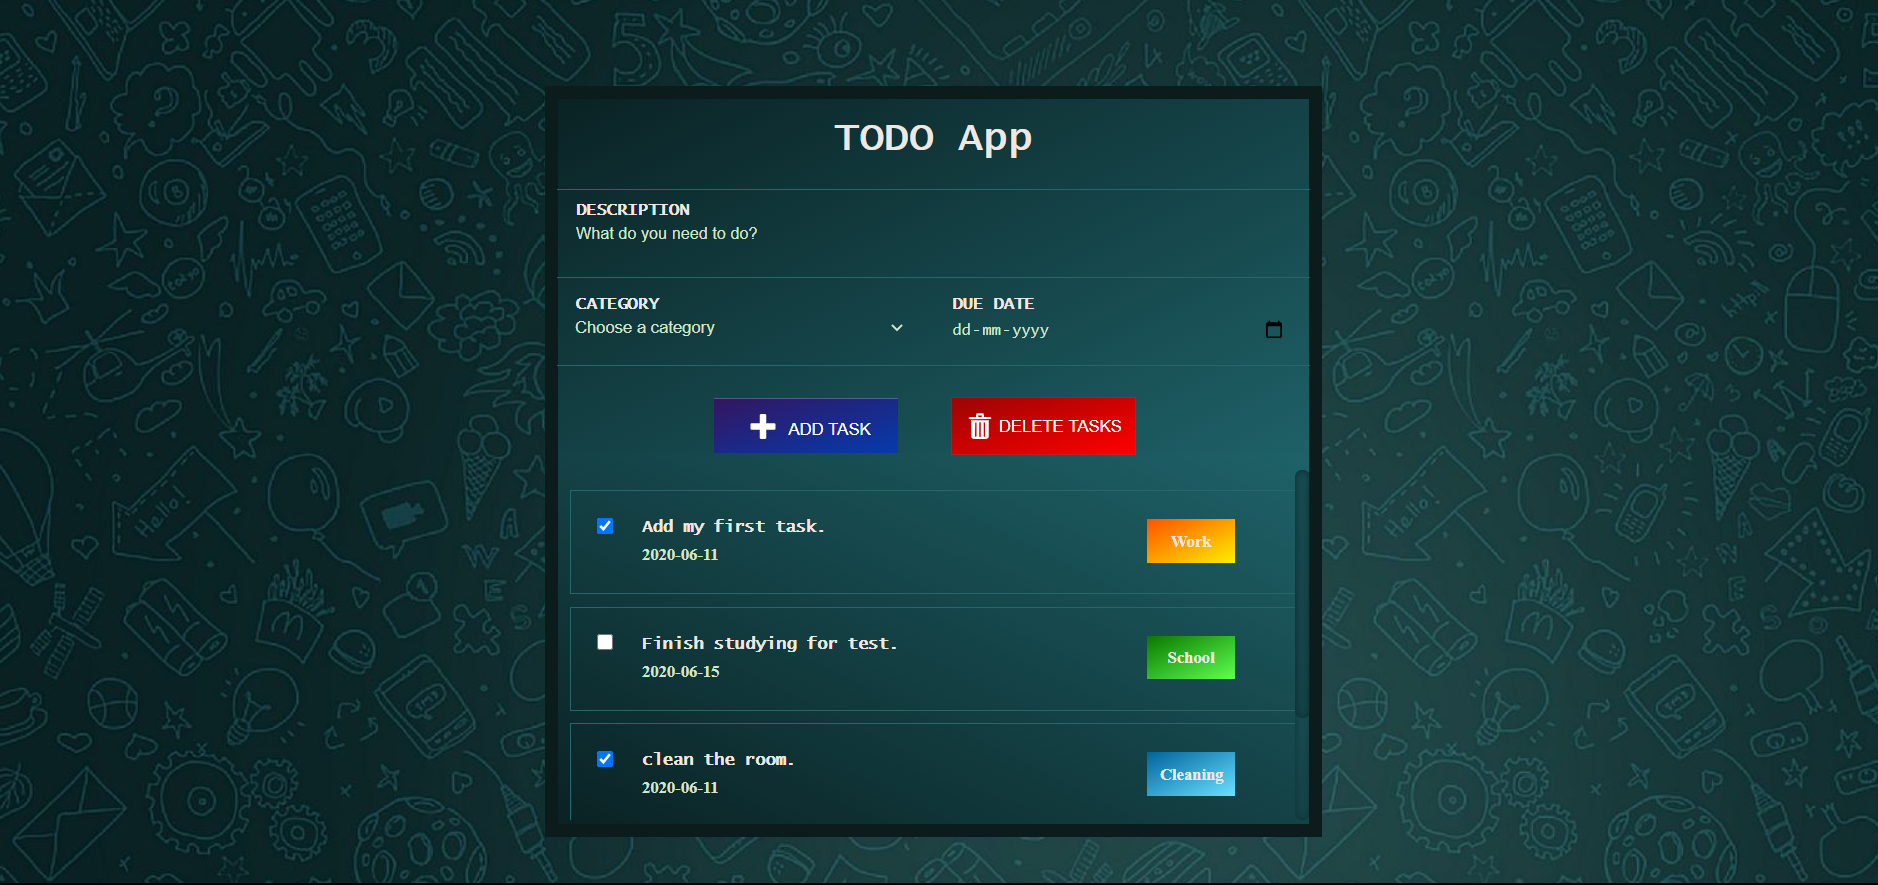 TODO App
DESCRIPTION
What do you need to do?
CATEGORY
Choose a category
DUE DATE
dd-mm-yyyy
ADD TASK
DELETE TASKS
Add my first task.
2020-06-11
Work
Finish studying for test.
2020-06-15
School
clean the room.
2020-06-11
Cleaning
Hello!
Hello!